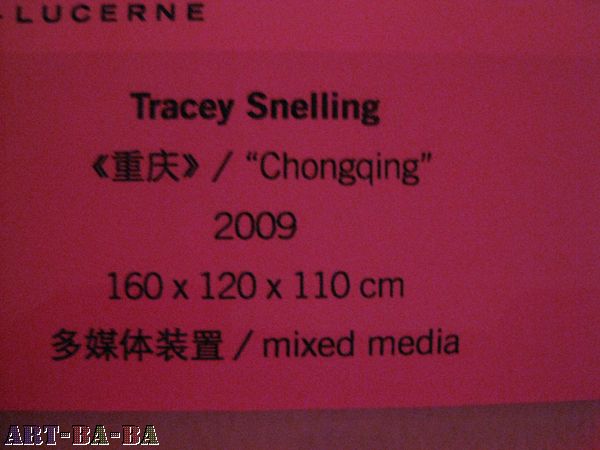 -LUCERNE
Tracey Snelling
《重庆》/ “Chongqing”
2009
160 x 120 x 110 cm
多媒体装置 / mixed media
ART-BA-BA